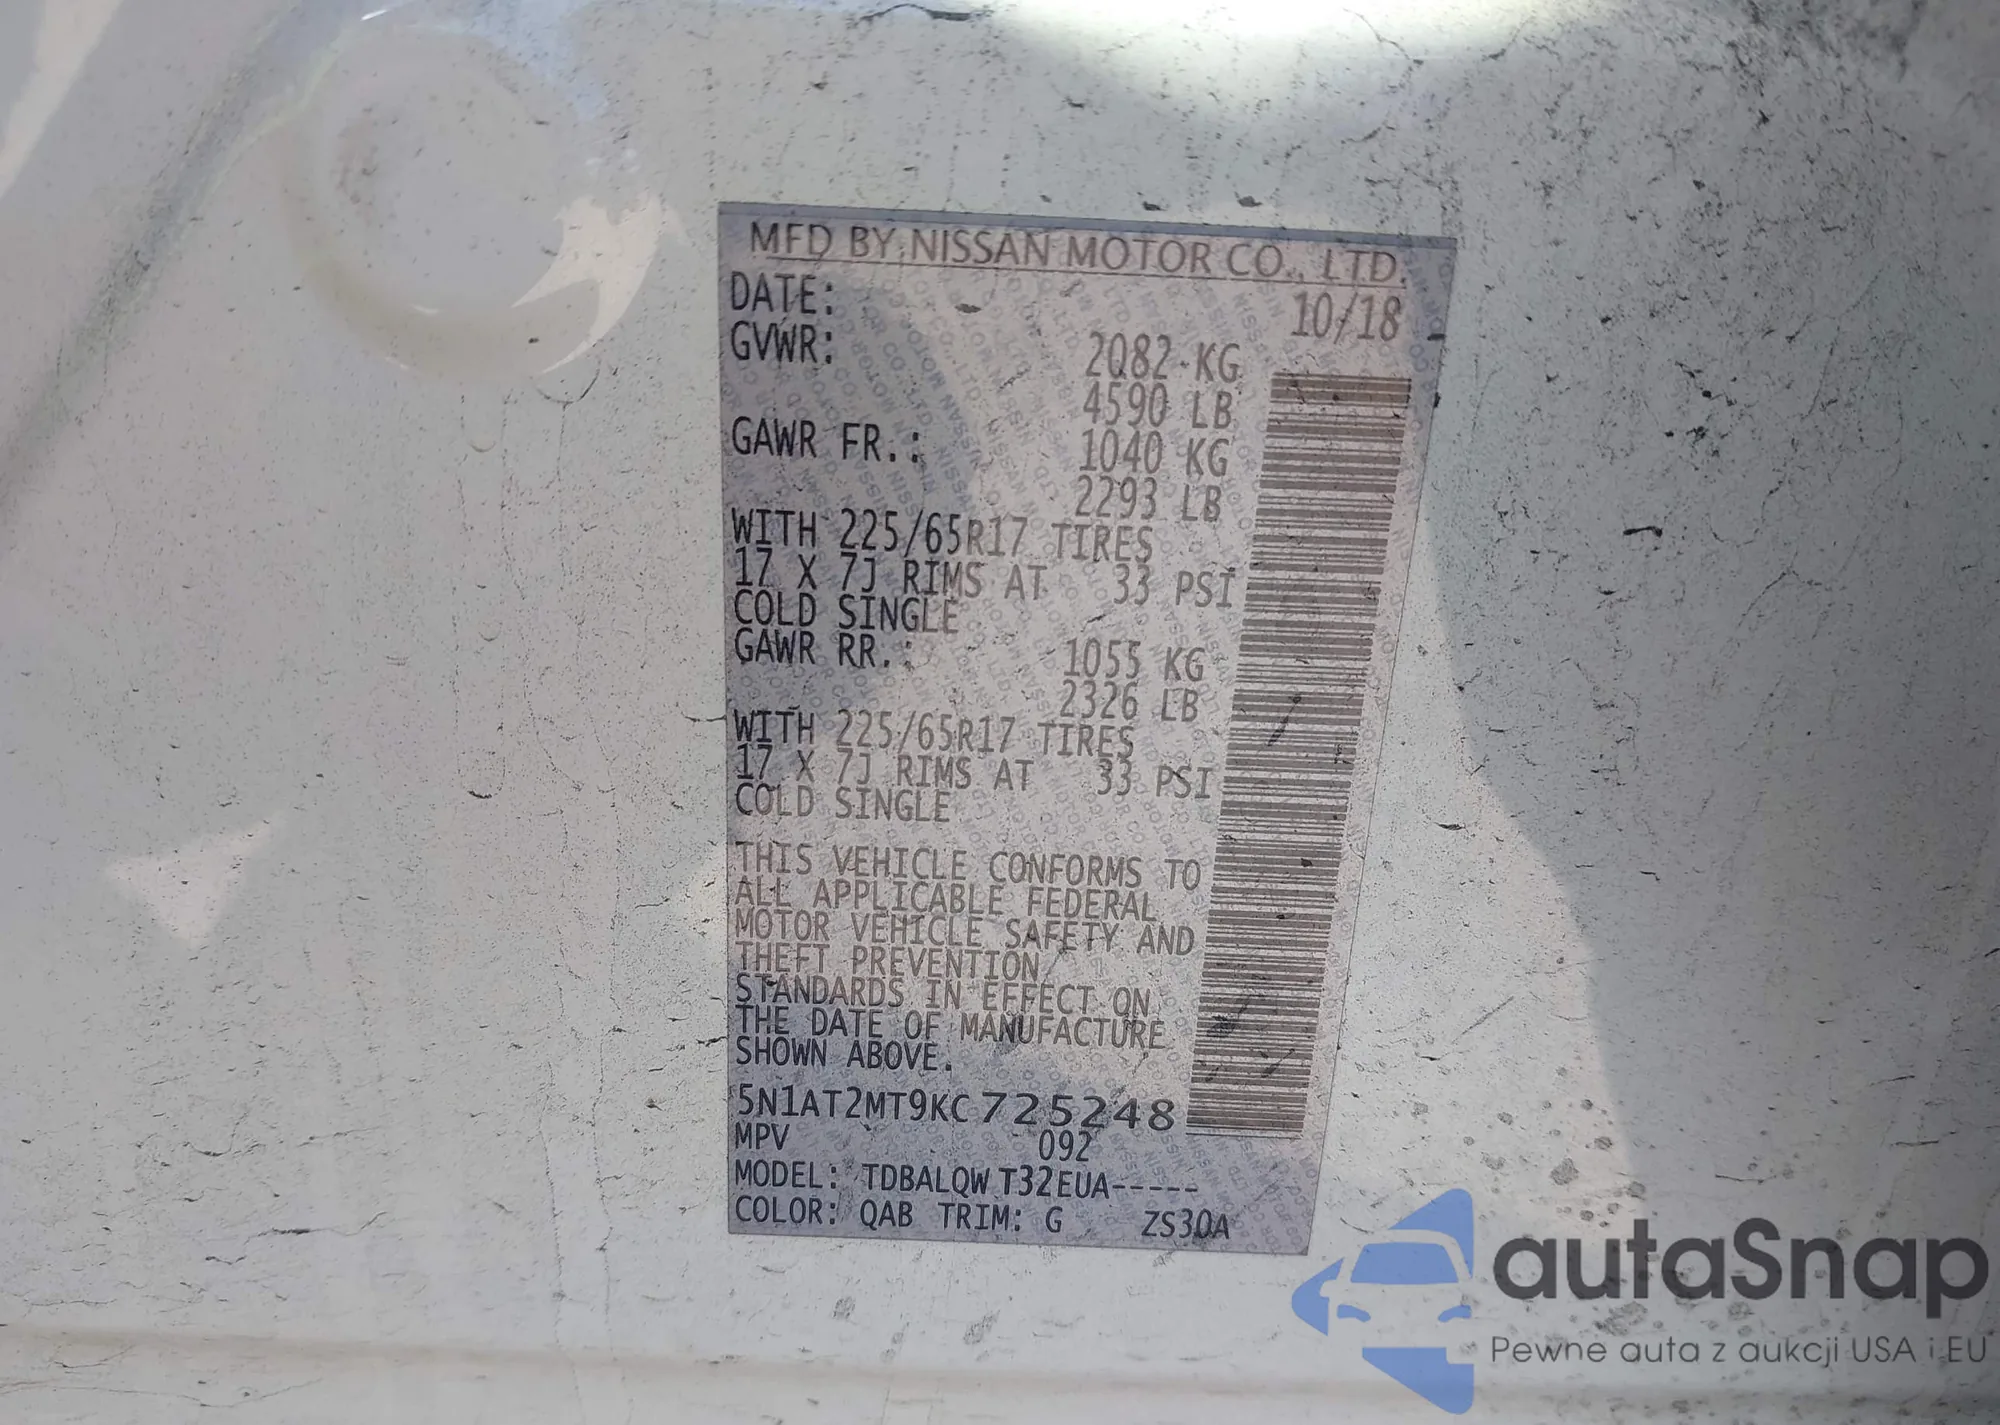 MFD BY NISSAN MOTOR CO., LTD.
DATE: 10/18
GVWR: 2082 KG
4590 LB
GAWR FR.: 1040 KG
2293 LB
WITH 225/65R17 TIRES
17 X 7J RIMS AT 33 PSI
COLD SINGLE
GAWR RR.: 1055 KG
2326 LB
WITH 225/65R17 TIRES
17 X 7J RIMS AT 33 PSI
COLD SINGLE
THIS VEHICLE CONFORMS TO
ALL APPLICABLE FEDERAL
MOTOR VEHICLE SAFETY AND
THEFT PREVENTION
STANDARDS IN EFFECT ON
THE DATE OF MANUFACTURE
SHOWN ABOVE.
5N1AT2MT9KC725248
MPV 092
MODEL: TDBALQW T32EUA-----
COLOR: QAB TRIM: G ZS30A
autaSnap
Pewne auta z aukcji USA i EU